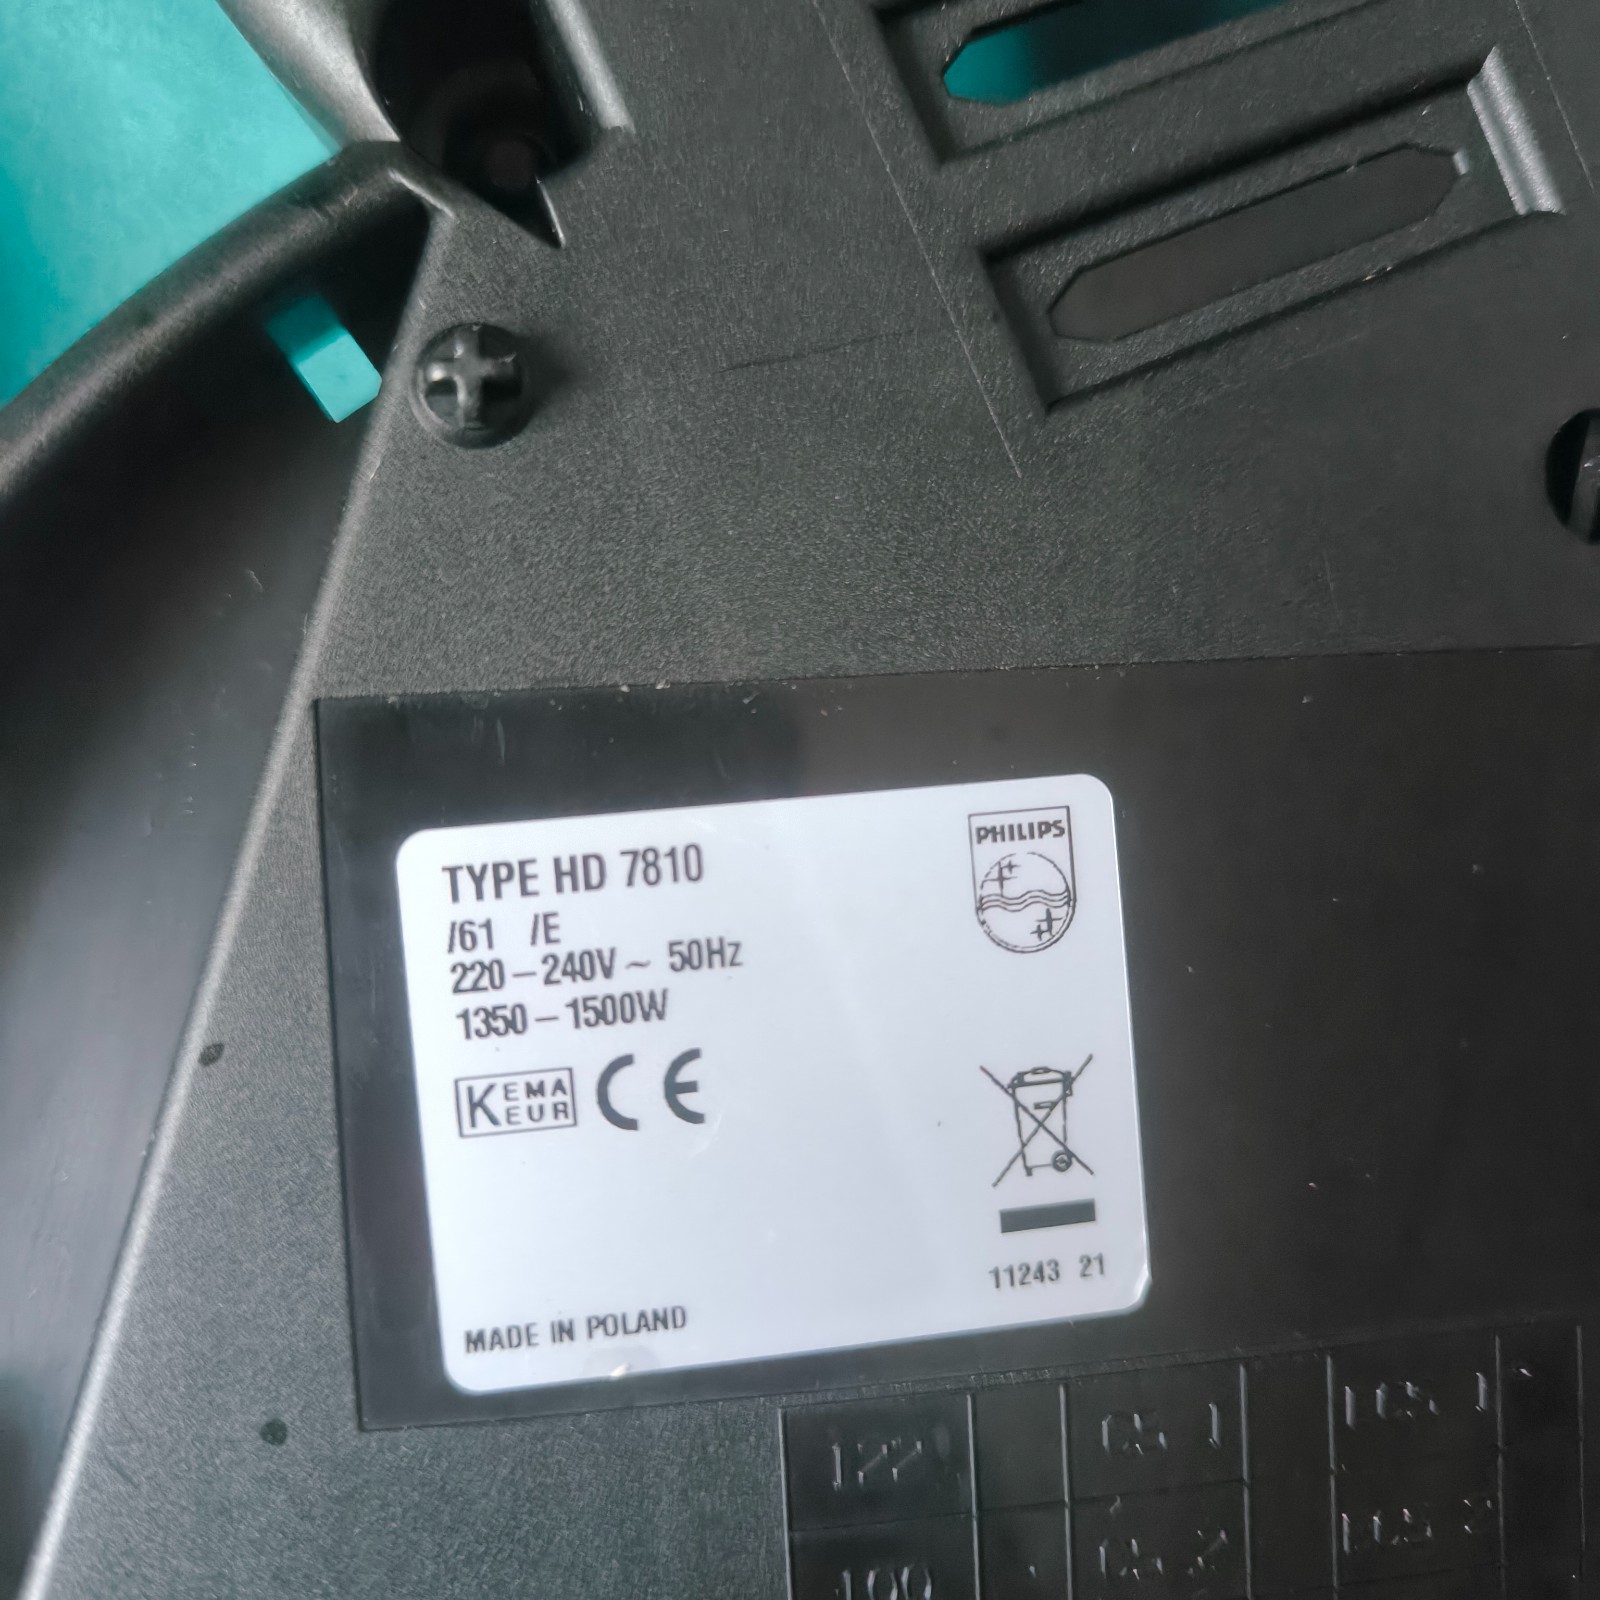 PHILIPS
TYPE HD 7810
/61 /E
220-240V~ 50Hz
1350-1500W
KEMA
KEUR
CE
11243 21
MADE IN POLAND